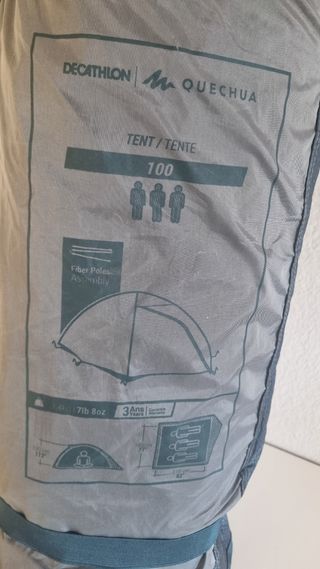 DECATHLON QUECHUA
TENT / TENTE
100
Fiber Poles
Assembly
7lb 8oz 3 Ans Years